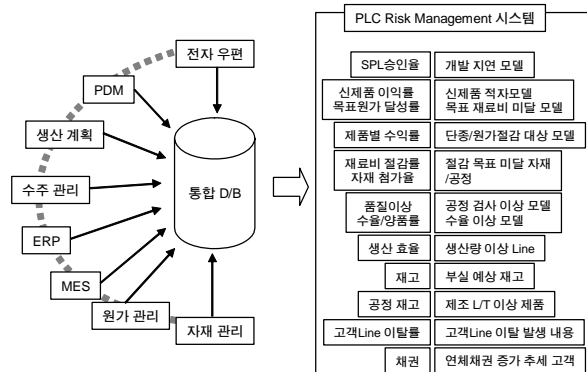 전자 우편
PDM
생산 계획
수주 관리
ERP
MES
원가 관리
자재 관리
통합 D/B
PLC Risk Management 시스템
SPL승인율
개발 지연 모델
신제품 이익률
목표원가 달성률
신제품 적자모델
목표 재료비 미달 모델
제품별 수익률
단종/원가절감 대상 모델
재료비 절감률
자재 첨가율
절감 목표 미달 자재
/공정
품질이상
수율/양품률
공정 검사 이상 모델
수율 이상 모델
생산 효율
생산량 이상 Line
재고
부실 예상 재고
공정 재고
제조 L/T 이상 제품
고객Line 이탈률
고객Line 이탈 발생 내용
채권
연체채권 증가 추세 고객